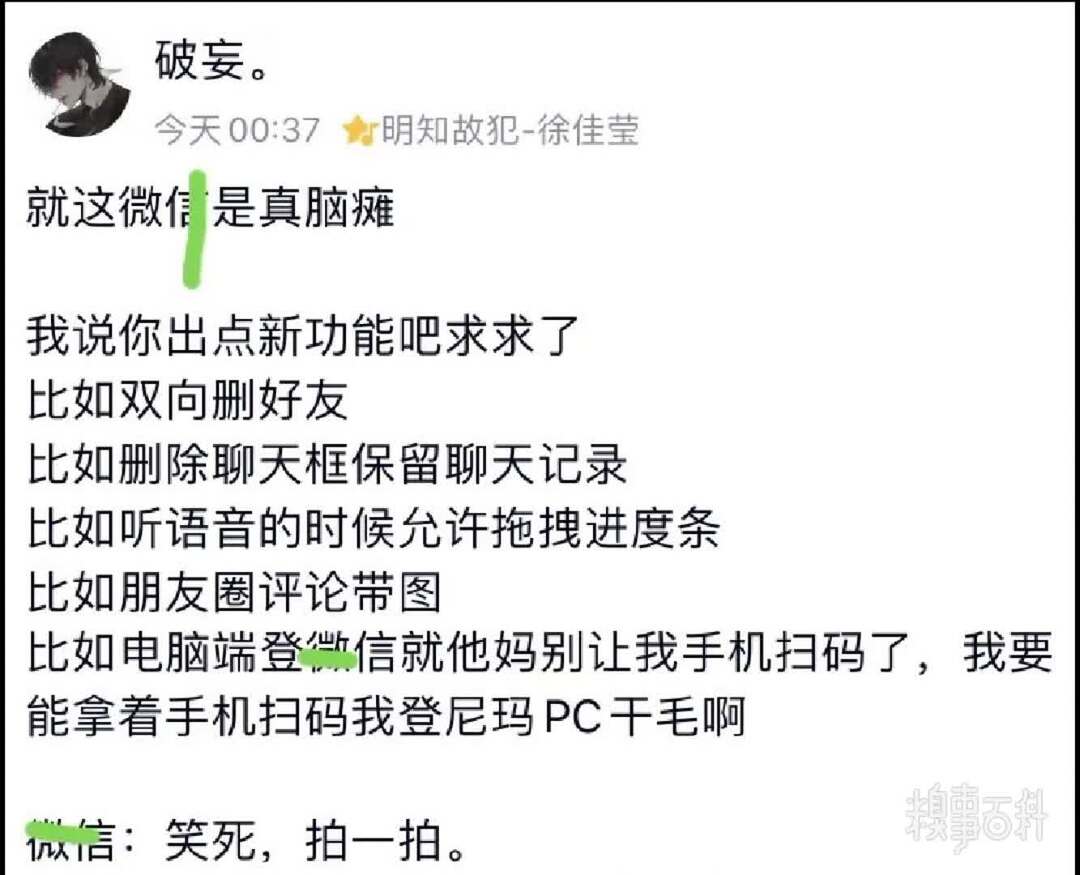 破妄。
今天00:37 明知故犯-徐佳莹
就这微信是真脑瘫
我说你出点新功能吧求求了
比如双向删好友
比如删除聊天框保留聊天记录
比如听语音的时候允许拖拽进度条
比如朋友圈评论带图
比如电脑端登微信就他妈别让我手机扫码了，我要
能拿着手机扫码我登尼玛PC干毛啊
微信：笑死，拍一拍。
糗事百科